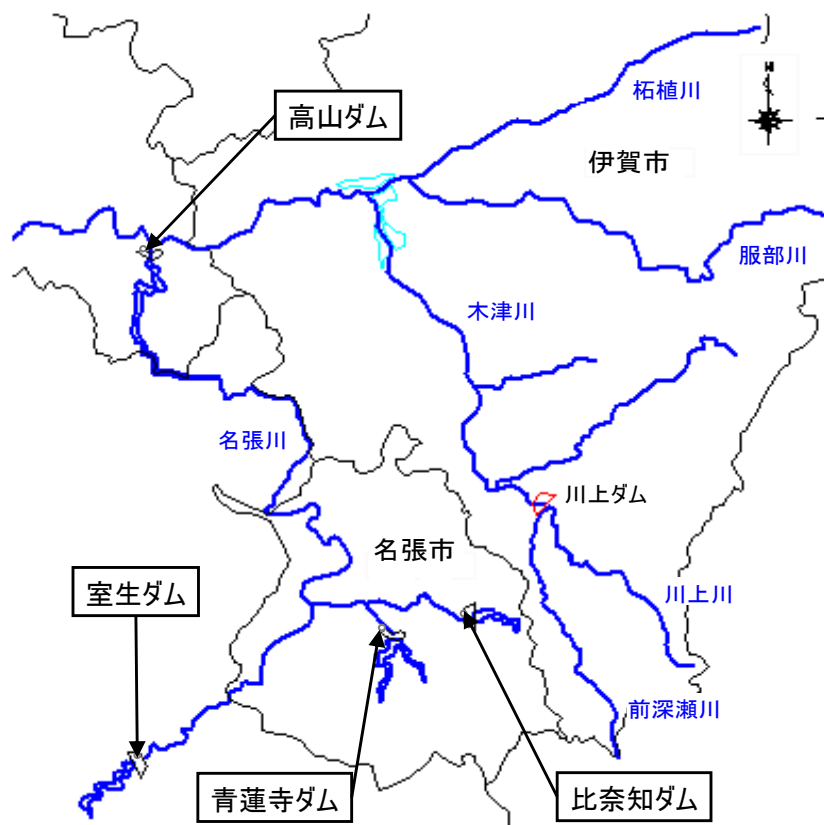 柘植川
高山ダム
N
伊賀市
服部川
木津川
名張川
川上ダム
名張市
室生ダム
川上川
前深瀬川
青蓮寺ダム
比奈知ダム